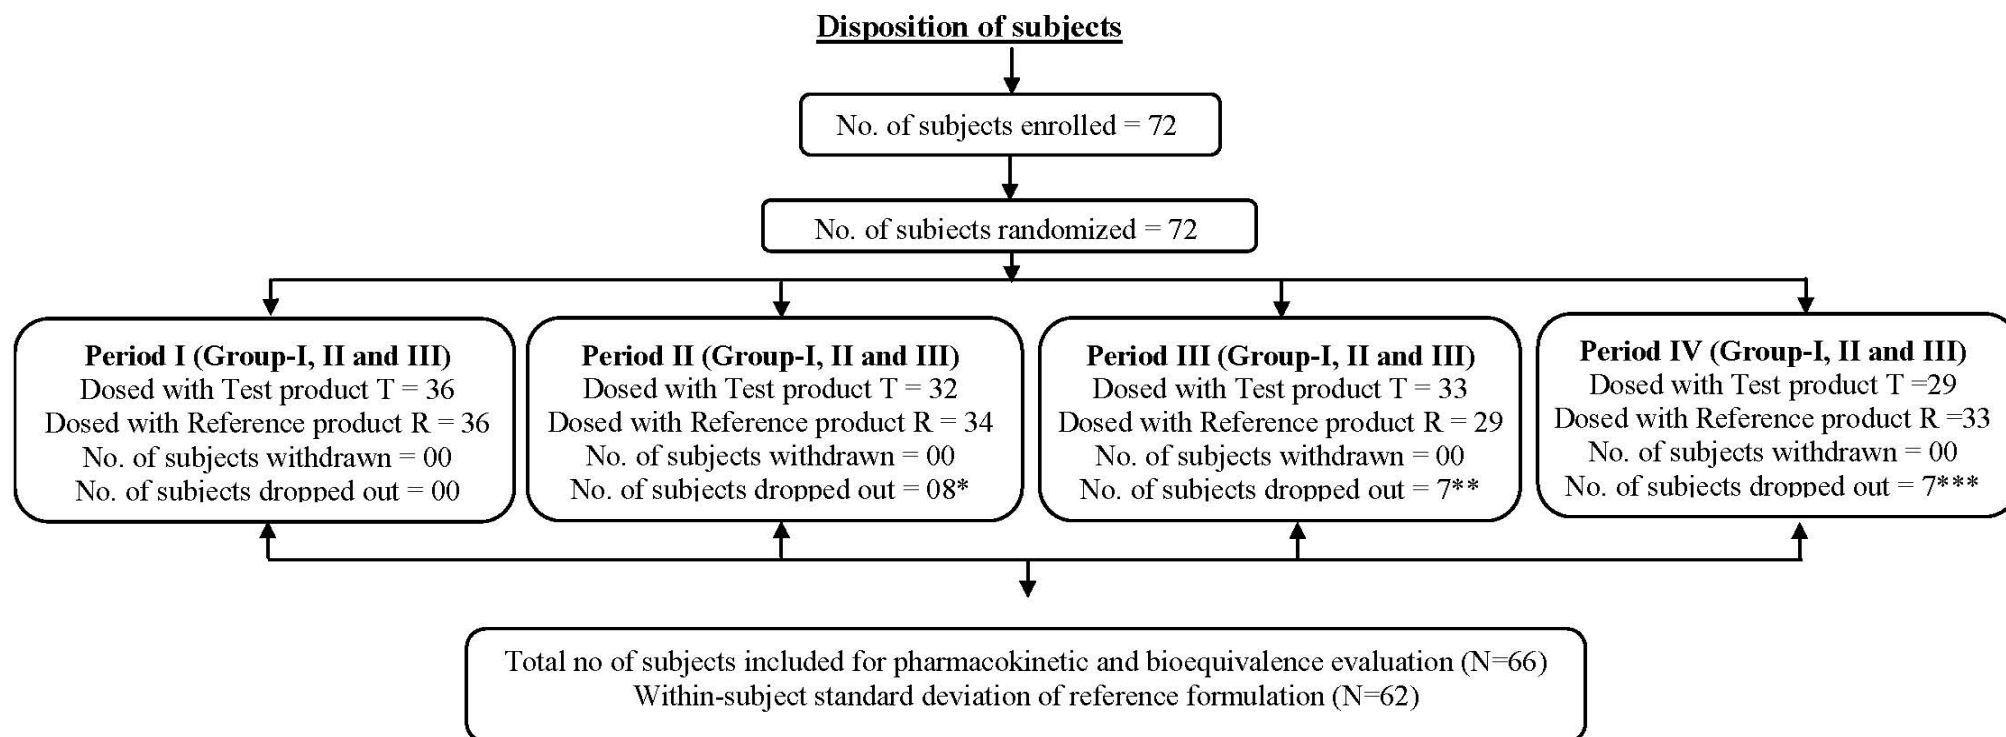 Disposition of subjects
No. of subjects enrolled = 72
No. of subjects randomized = 72
Period I (Group-I, II and III)
Dosed with Test product T = 36
Dosed with Reference product R = 36
No. of subjects withdrawn = 00
No. of subjects dropped out = 00
Period II (Group-I, II and III)
Dosed with Test product T = 32
Dosed with Reference product R = 34
No. of subjects withdrawn = 00
No. of subjects dropped out = 08*
Period III (Group-I, II and III)
Dosed with Test product T = 33
Dosed with Reference product R = 29
No. of subjects withdrawn = 00
No. of subjects dropped out = 7**
Period IV (Group-I, II and III)
Dosed with Test product T =29
Dosed with Reference product R =33
No. of subjects withdrawn = 00
No. of subjects dropped out = 7***
Total no of subjects included for pharmacokinetic and bioequivalence evaluation (N=66)
Within-subject standard deviation of reference formulation (N=62)